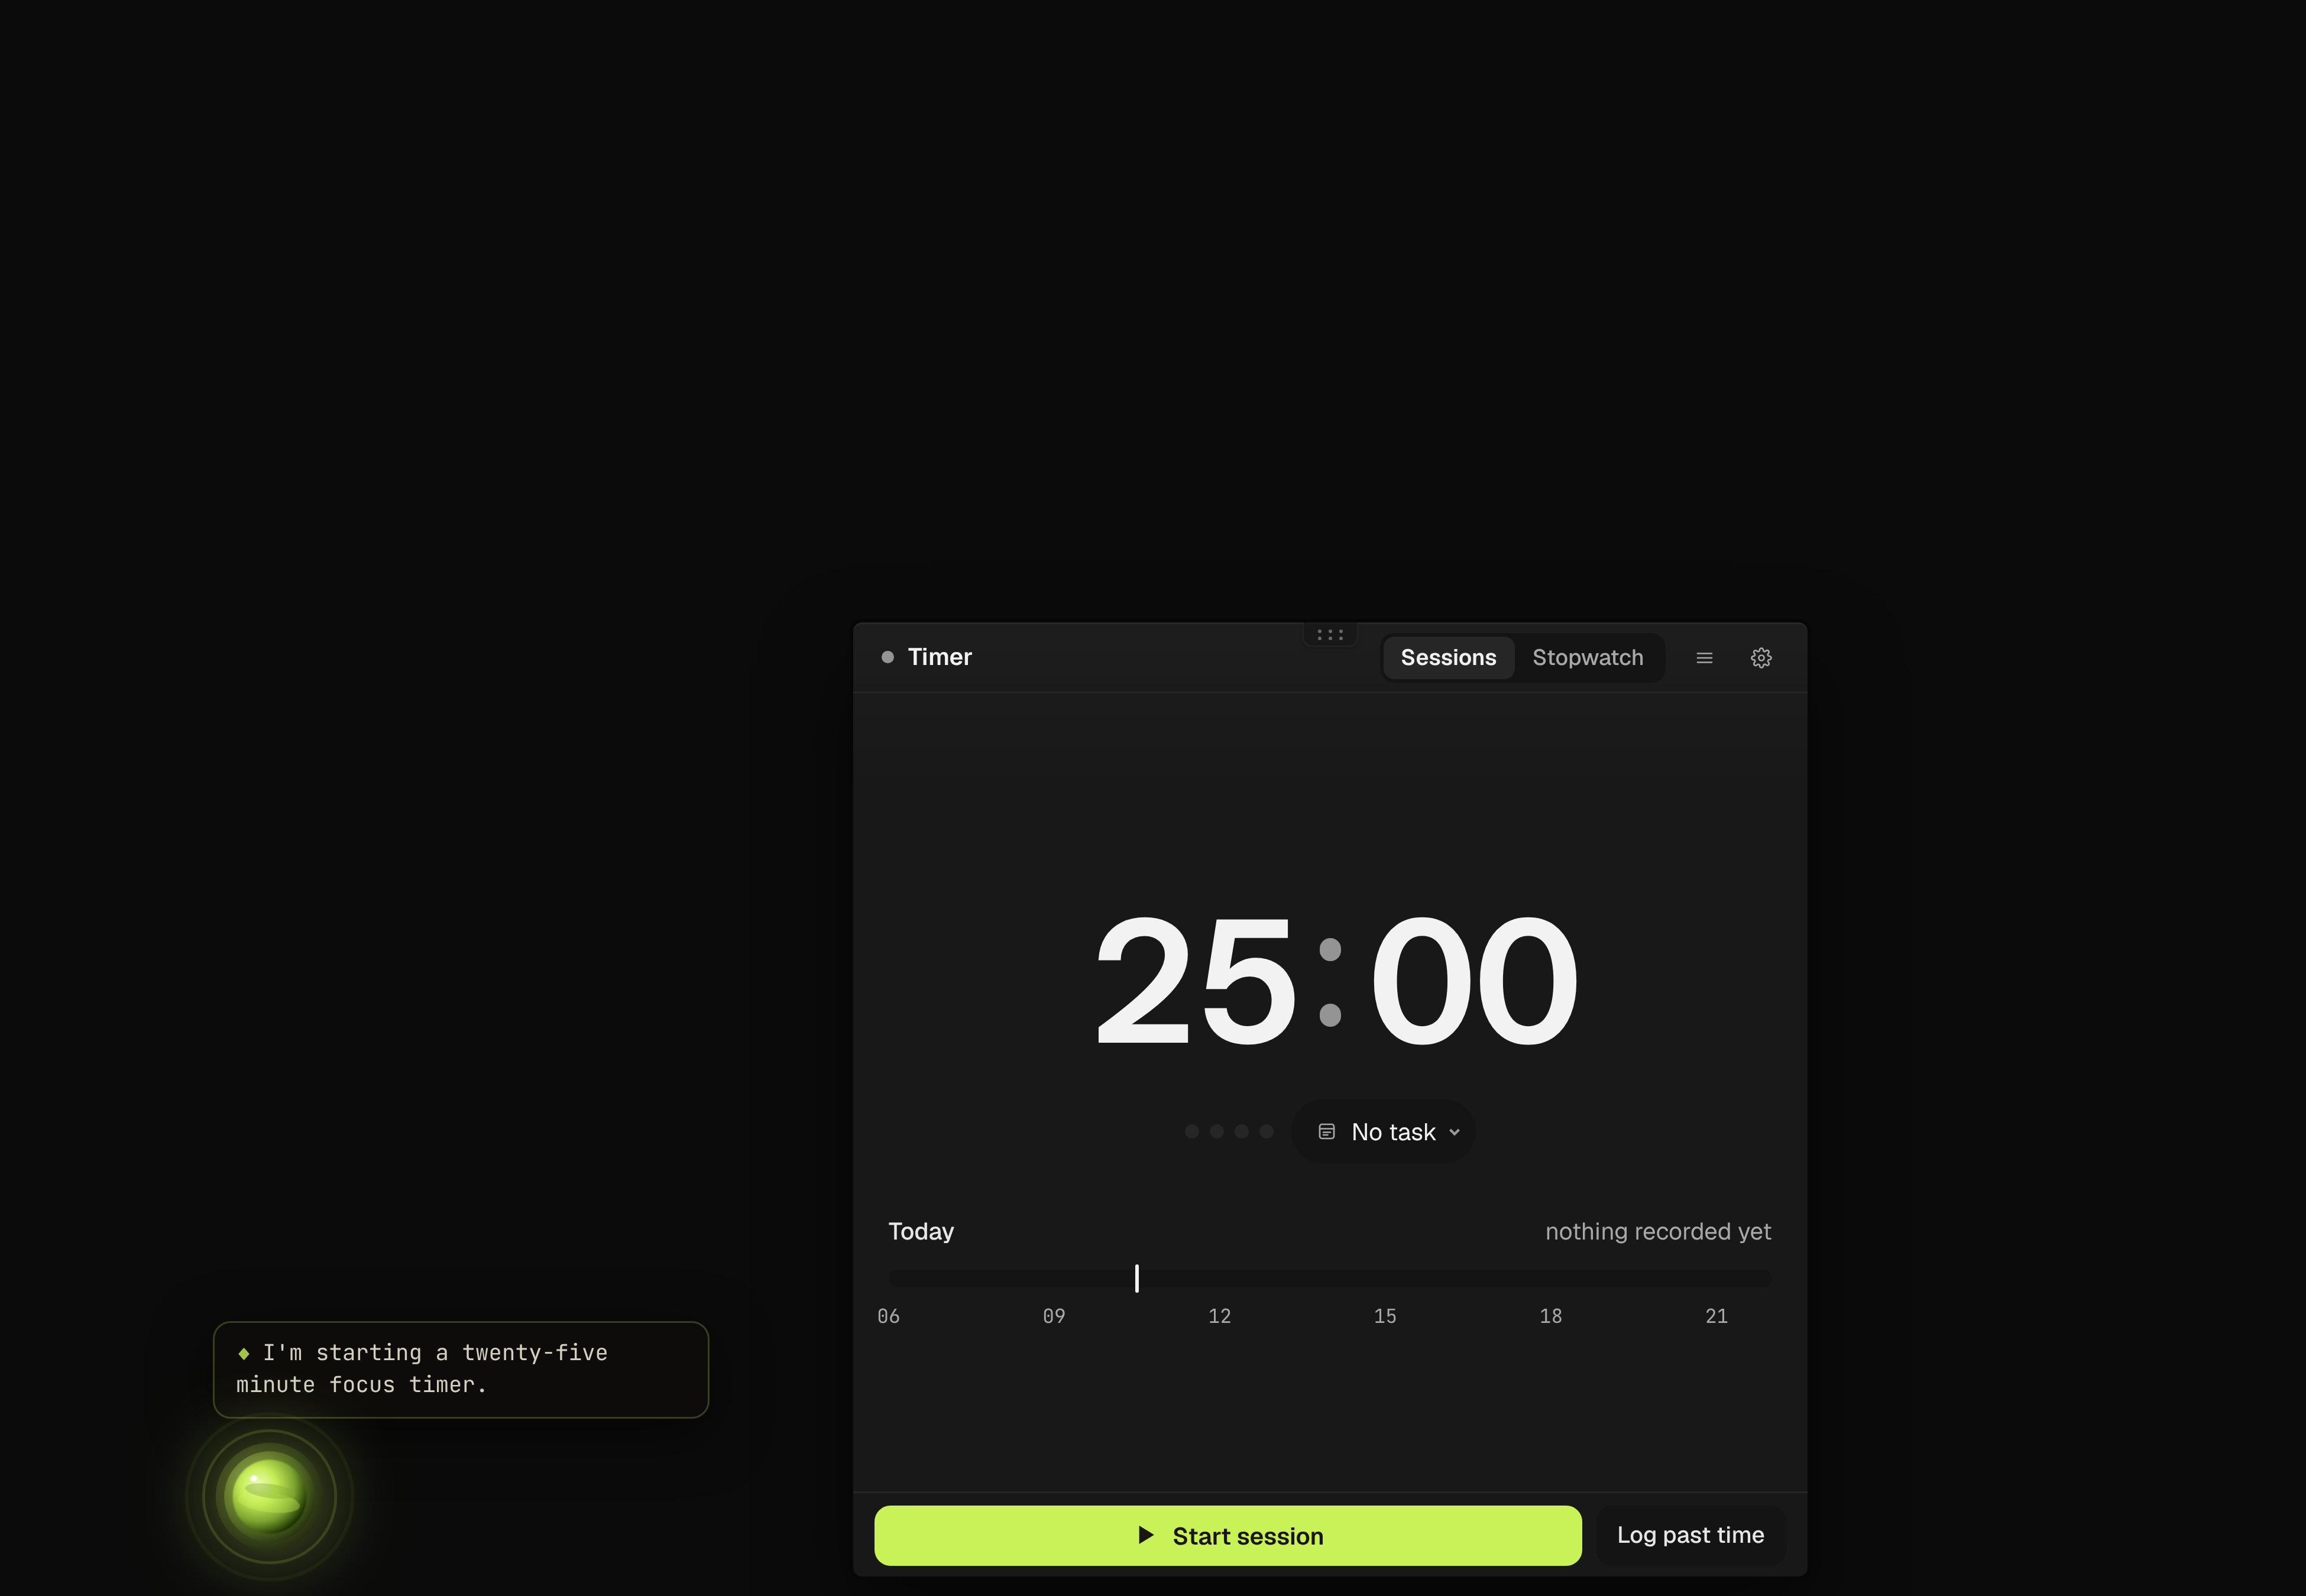 Timer
Sessions
Stopwatch
25:00
No task
Today
nothing recorded yet
06 09 12 15 18 21
I'm starting a twenty-five
minute focus timer.
Start session
Log past time